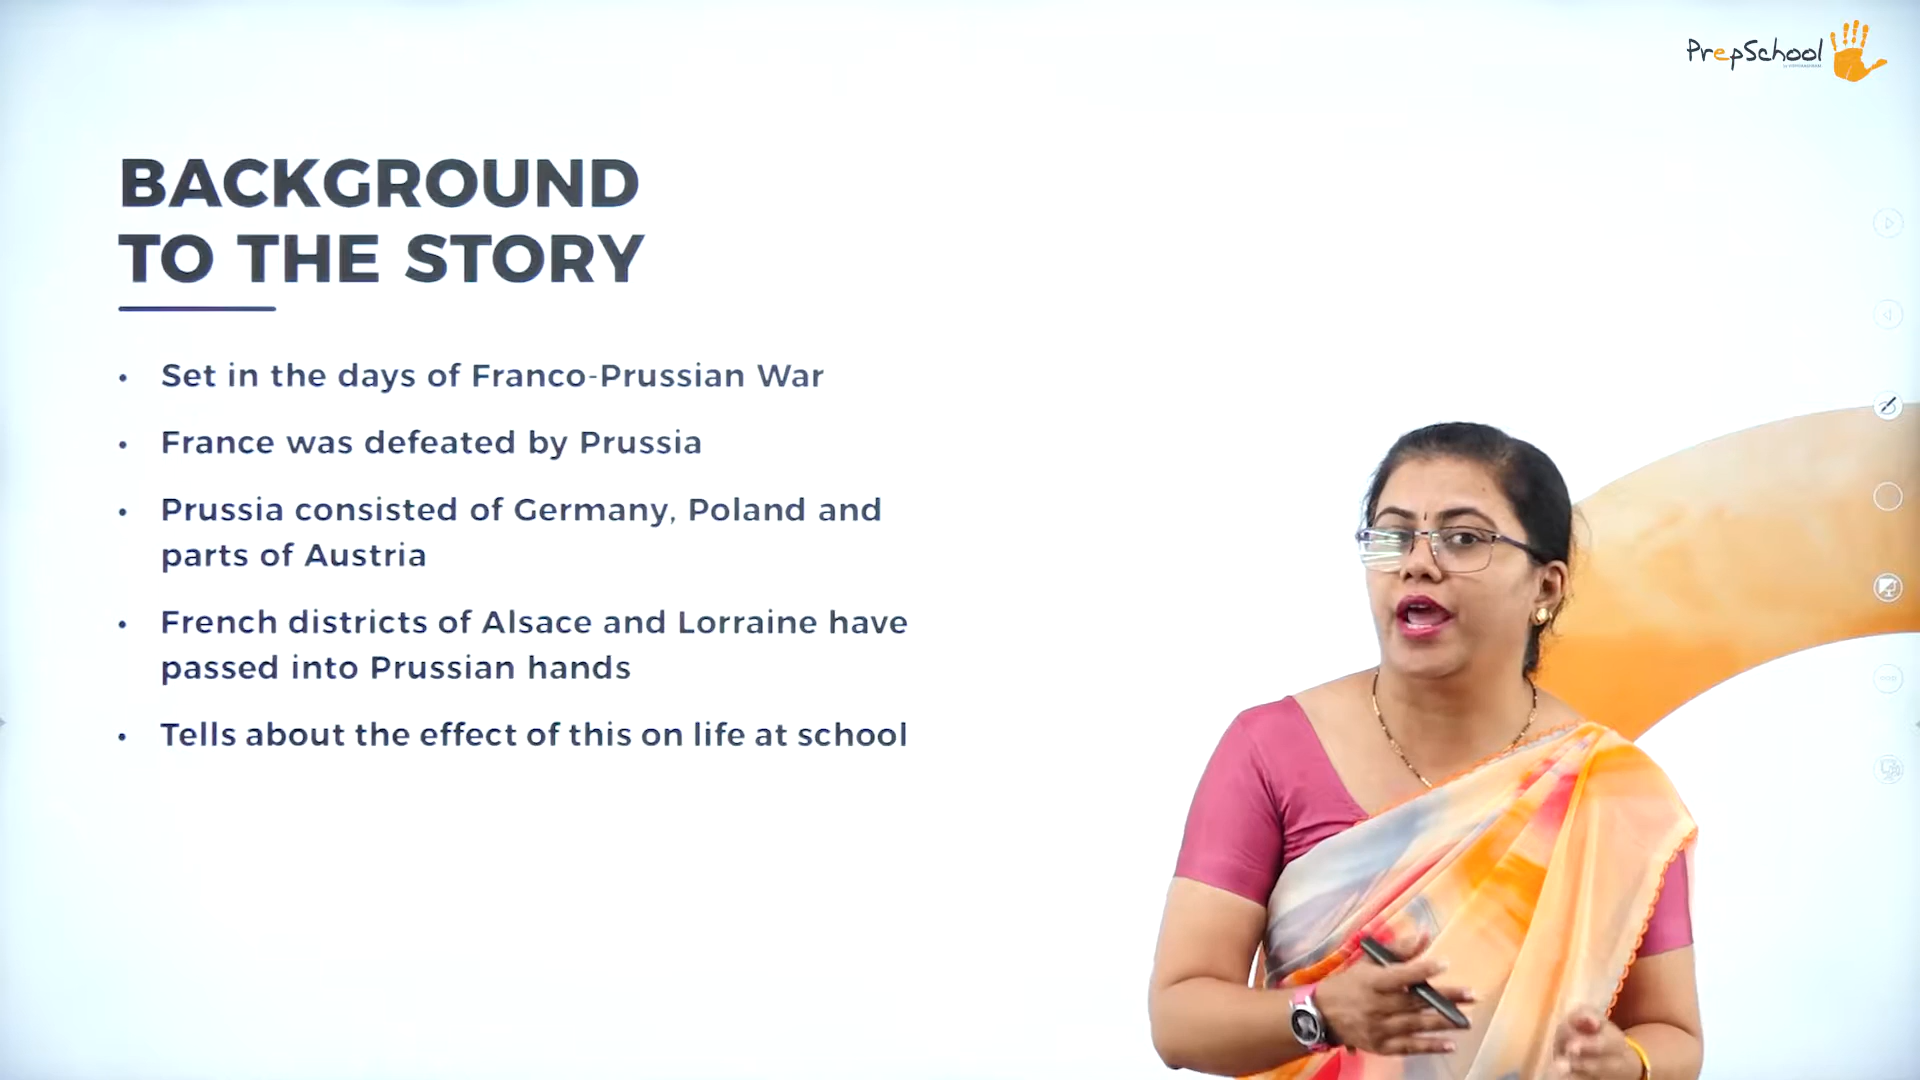 PrepSchool
BACKGROUND
TO THE STORY
• Set in the days of Franco-Prussian War
• France was defeated by Prussia
• Prussia consisted of Germany, Poland and
parts of Austria
• French districts of Alsace and Lorraine have
passed into Prussian hands
• Tells about the effect of this on life at school